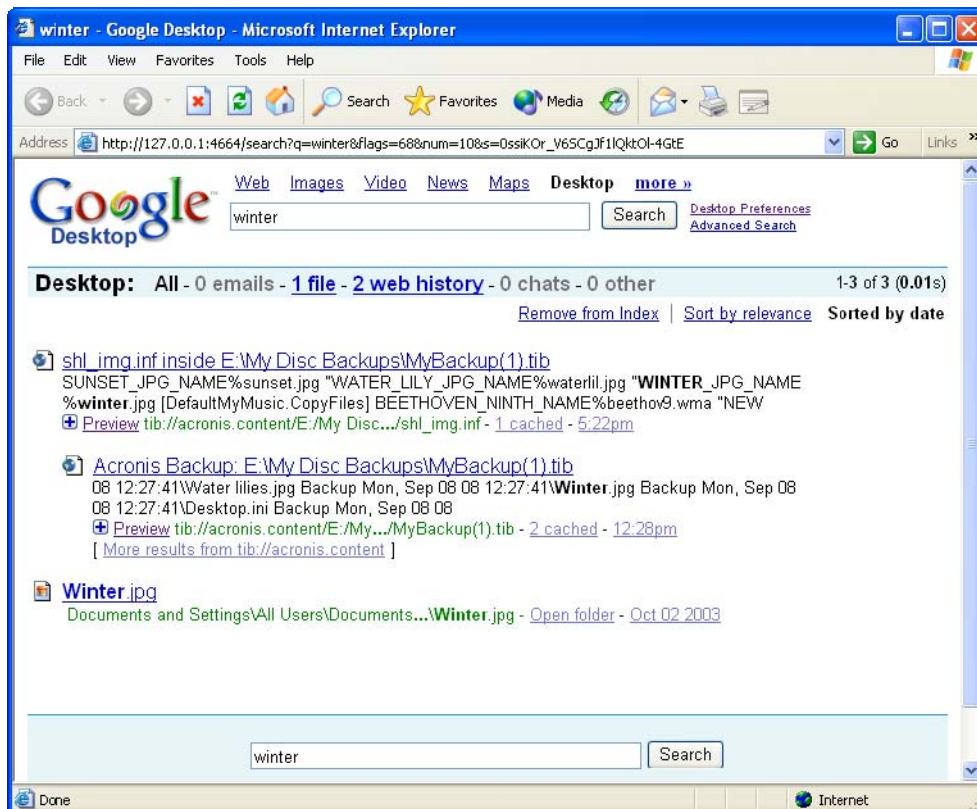 winter - Google Desktop - Microsoft Internet Explorer
File Edit View Favorites Tools Help
Back Search Favorites Media
Address http://127.0.0.1:4664/search?q=winter&flags=68&num=10&s=0ssiKOr_V65CgJf1lQktOl-4GtE Go Links »
Google™ Desktop
Web Images Video News Maps Desktop more »
winter Search Desktop Preferences
Advanced Search
Desktop: All - 0 emails - 1 file - 2 web history - 0 chats - 0 other 1-3 of 3 (0.01s)
Remove from Index | Sort by relevance Sorted by date
shl_img.inf inside E:\My Disc Backups\MyBackup(1).tib
SUNSET_JPG_NAME%sunset.jpg "WATER_LILY_JPG_NAME%waterlil.jpg "WINTER_JPG_NAME
%winter.jpg [DefaultMyMusic.CopyFiles] BEETHOVEN_NINTH_NAME%beethov9.wma "NEW
Preview tib://acronis.content/E:/My Disc.../shl_img.inf - 1 cached - 5:22pm
Acronis Backup: E:\My Disc Backups\MyBackup(1).tib
08 12:27:41\Water lilies.jpg Backup Mon, Sep 08 08 12:27:41\Winter.jpg Backup Mon, Sep 08
08 12:27:41\Desktop.ini Backup Mon, Sep 08 08
Preview tib://acronis.content/E:/My.../MyBackup(1).tib - 2 cached - 12:28pm
[ More results from tib://acronis.content ]
Winter.jpg
Documents and Settings\All Users\Documents...\Winter.jpg - Open folder - Oct 02 2003
winter Search
Done Internet